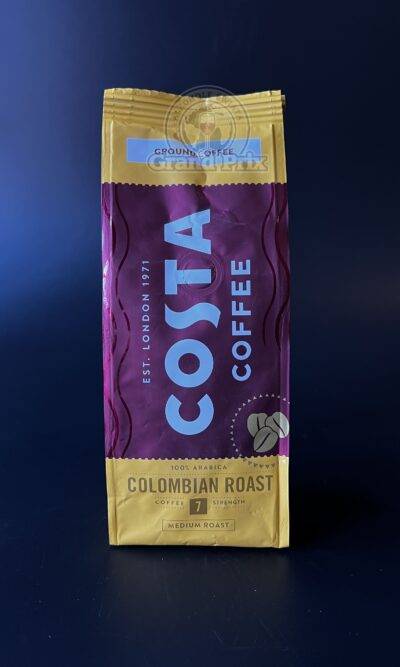 GROUND COFFEE
Grand Prix
EST. LONDON 1971
COSTA
COFFEE
100% ARABICA
COLOMBIAN ROAST
COFFEE 7 STRENGTH
MEDIUM ROAST